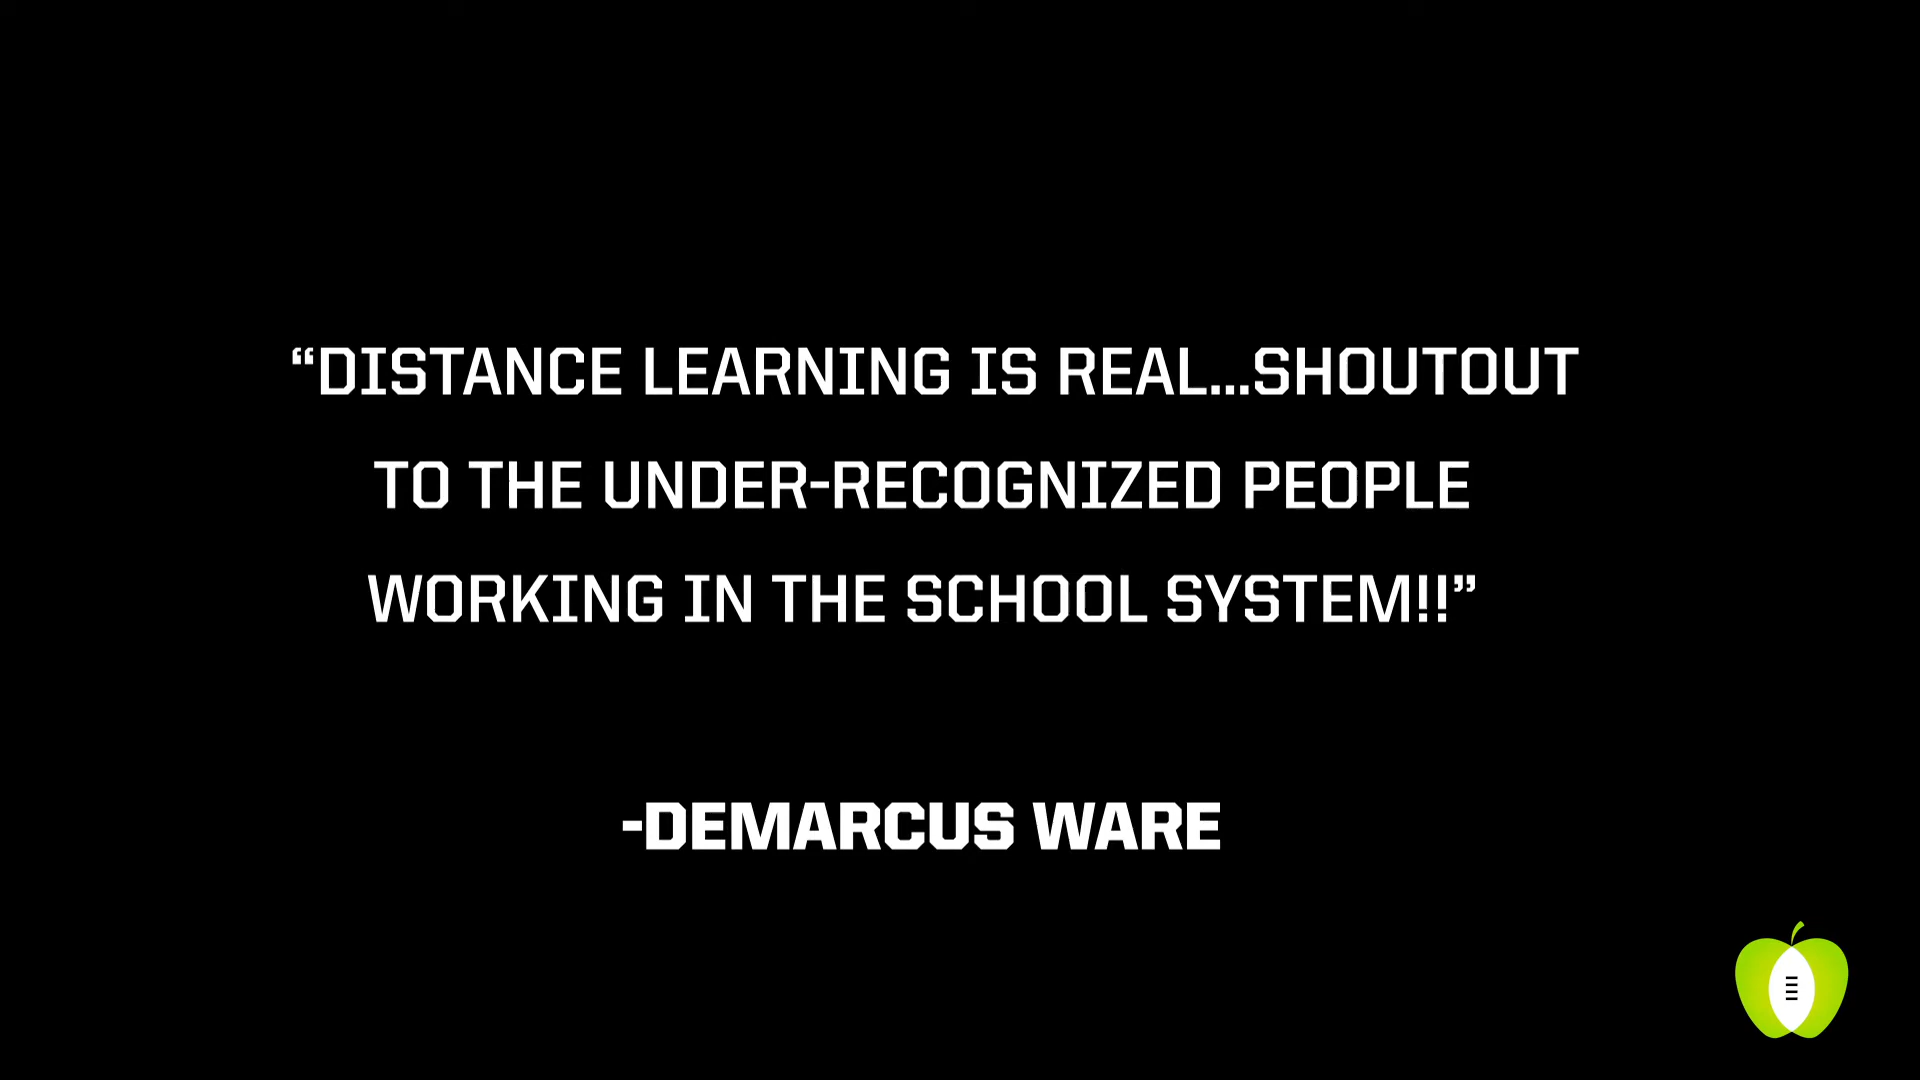 “DISTANCE LEARNING IS REAL...SHOUTOUT
TO THE UNDER-RECOGNIZED PEOPLE
WORKING IN THE SCHOOL SYSTEM!!”
-DEMARCUS WARE